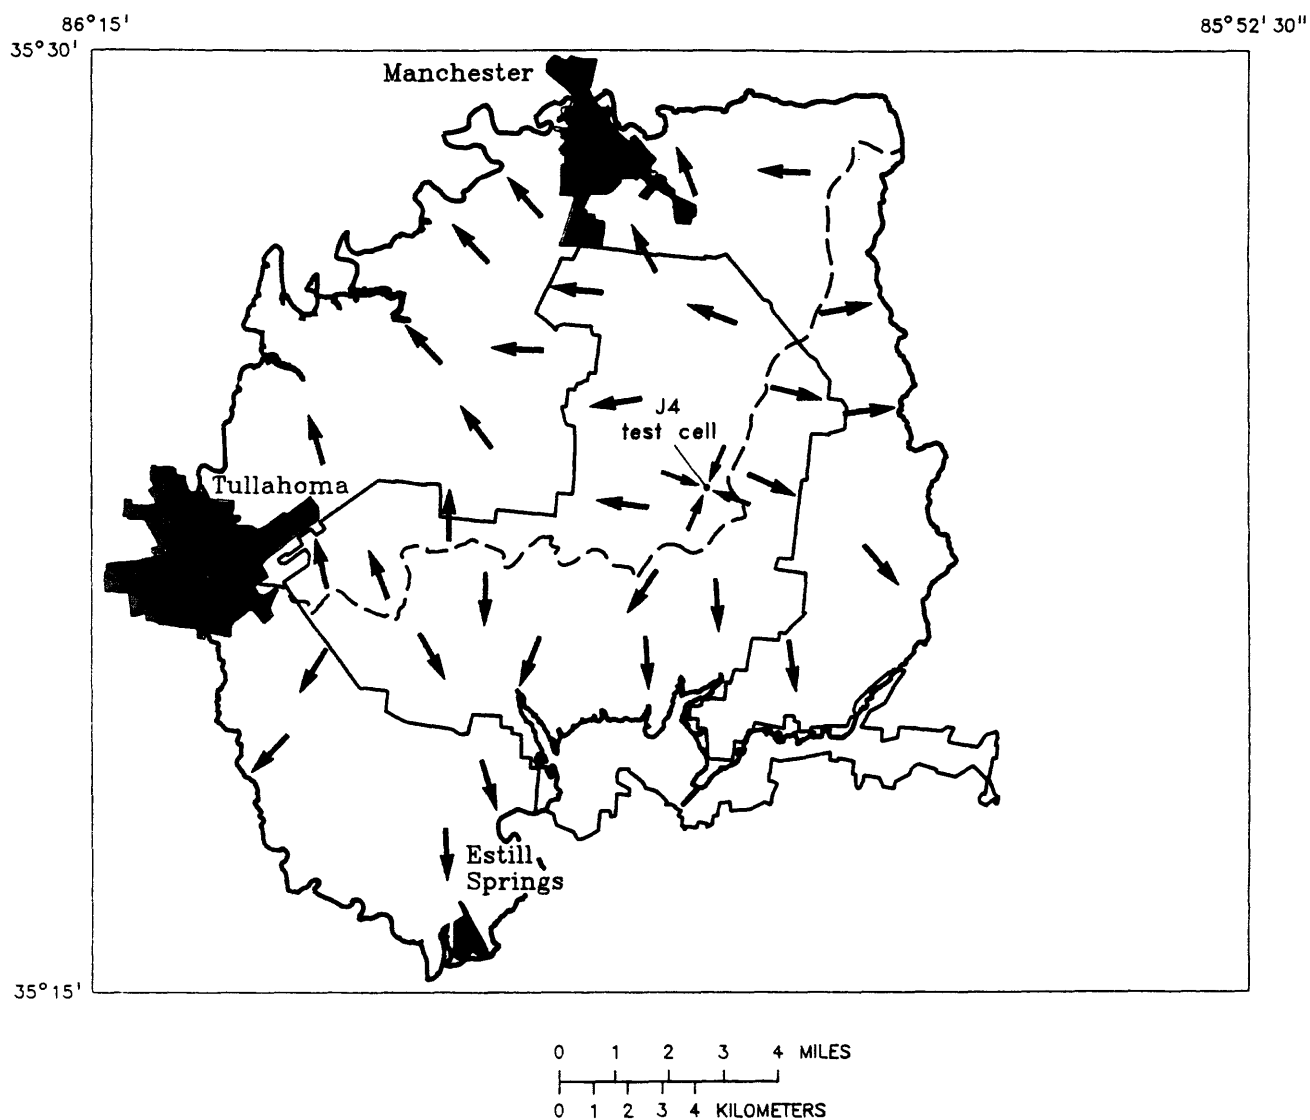 86°15'
85°52'30"
35°30'
Manchester
J4
test cell
Tullahoma
Estill
Springs
35°15'
0 1 2 3 4 MILES
0 1 2 3 4 KILOMETERS